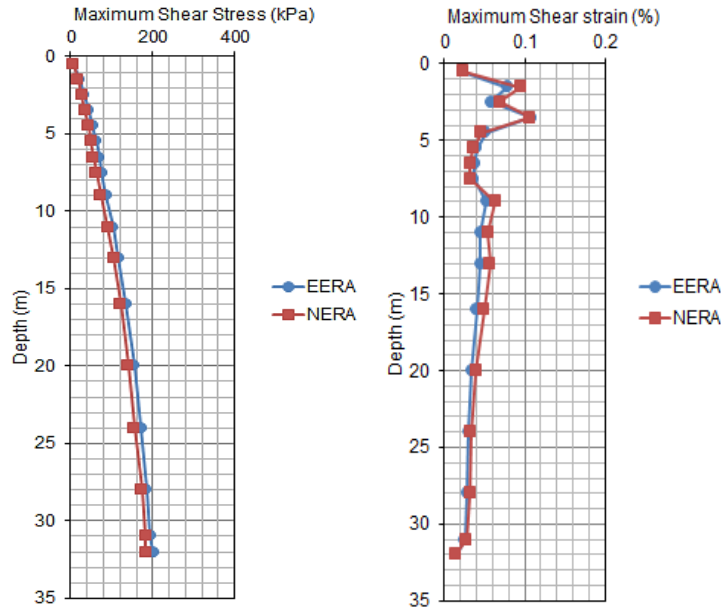 Maximum Shear Stress (kPa)
0 200 400
0
5
10
15
20
25
30
35
Depth (m)
EERA
NERA
Maximum Shear strain (%)
0 0.1 0.2
0
5
10
15
20
25
30
35
Depth (m)
EERA
NERA